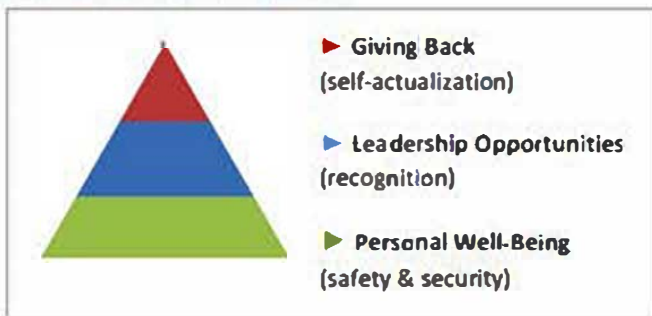 Giving Back
(self-actualization)
Leadership Opportunities
(recognition)
Personal Well-Being
(safety & security)